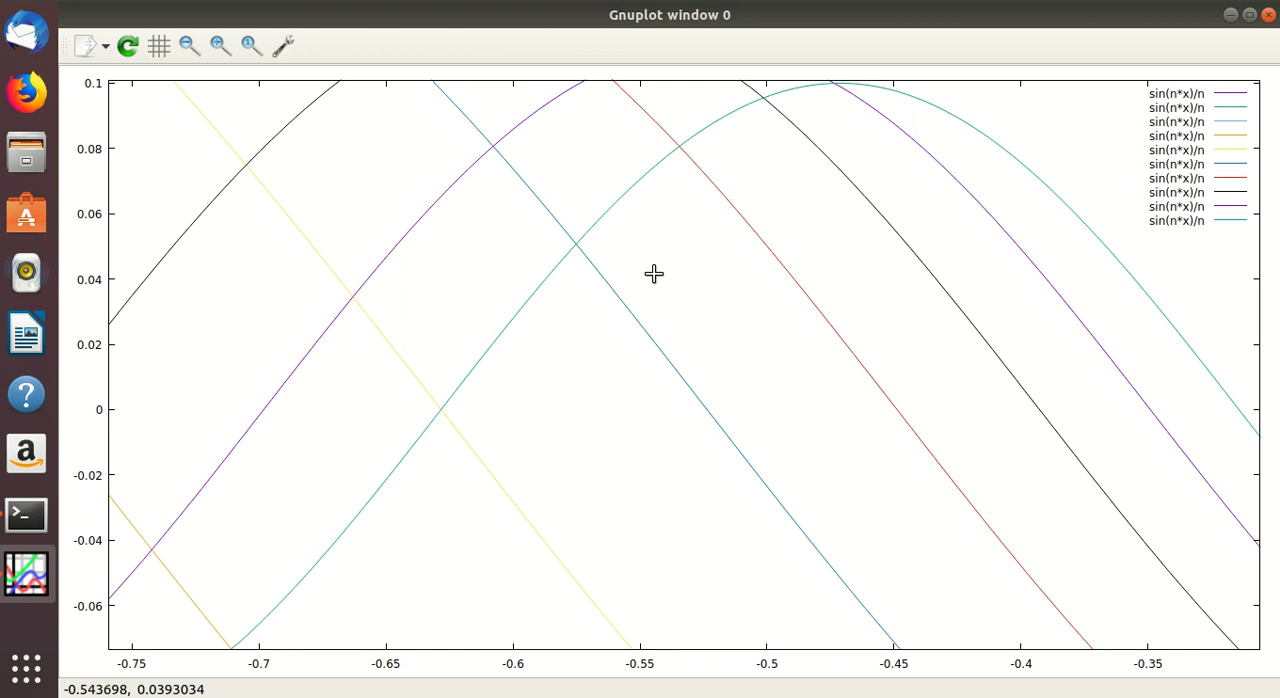 Gnuplot window 0
0.1
0.08
0.06
0.04
0.02
0
-0.02
-0.04
-0.06
sin(n*x)/n
sin(n*x)/n
sin(n*x)/n
sin(n*x)/n
sin(n*x)/n
sin(n*x)/n
sin(n*x)/n
sin(n*x)/n
sin(n*x)/n
sin(n*x)/n
-0.75 -0.7 -0.65 -0.6 -0.55 -0.5 -0.45 -0.4 -0.35
-0.543698, 0.0393034